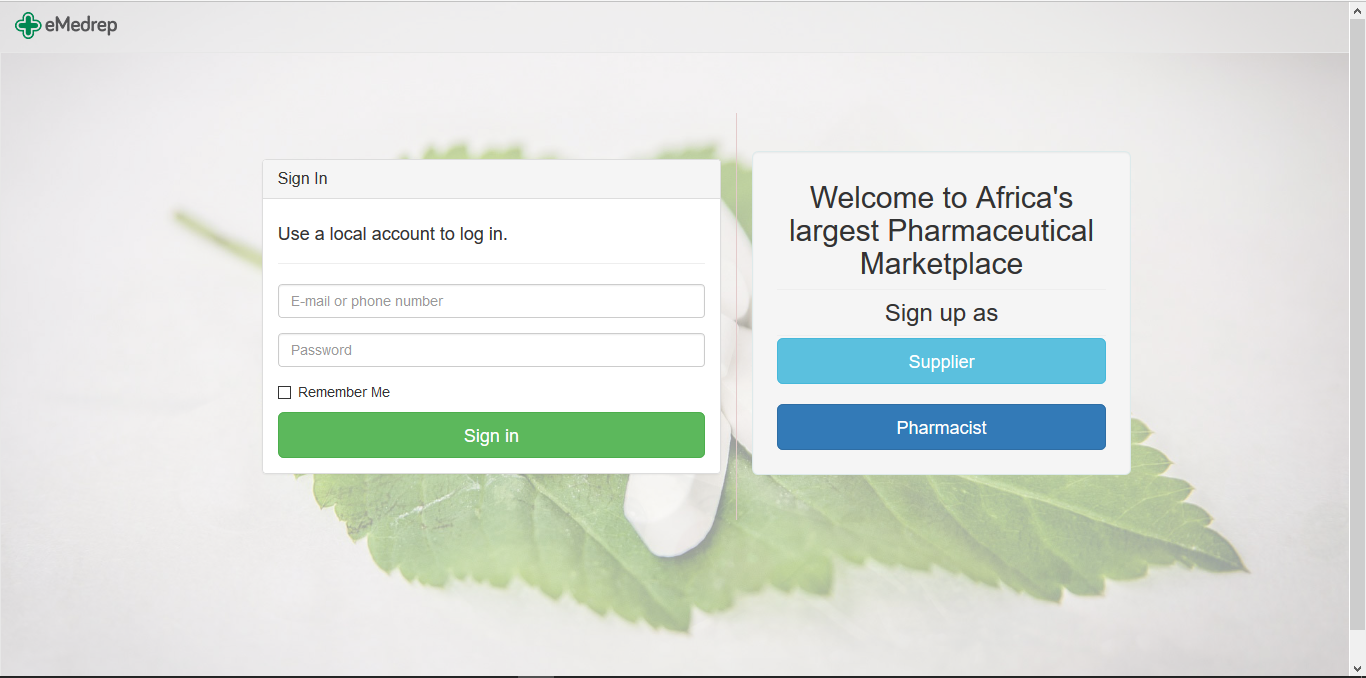 eMedrep
Sign In
Use a local account to log in.
E-mail or phone number
Password
Remember Me
Sign in
Welcome to Africa's
largest Pharmaceutical
Marketplace
Sign up as
Supplier
Pharmacist